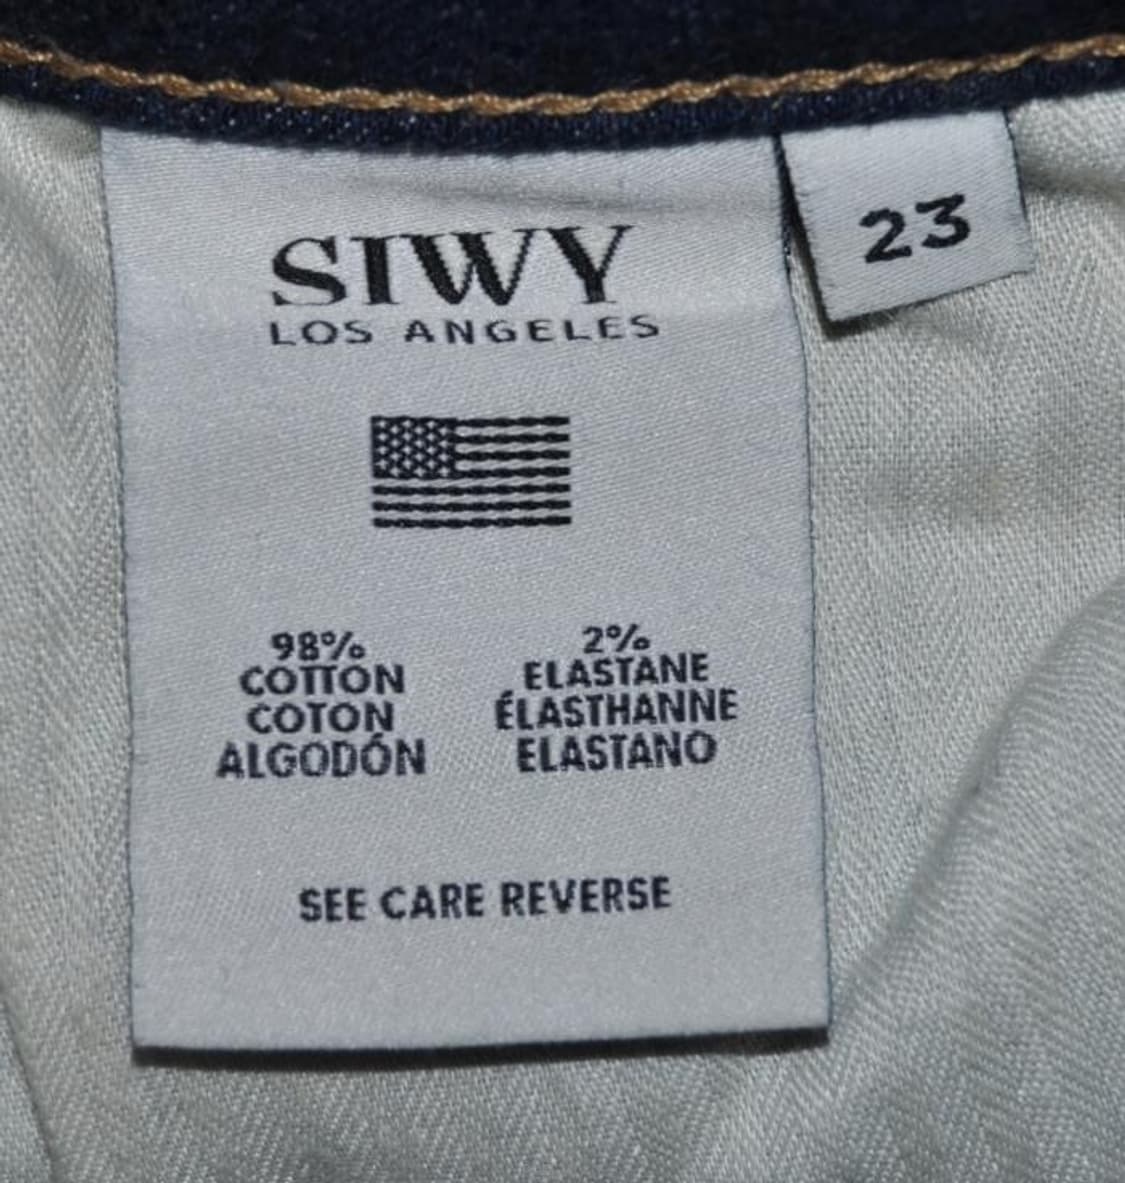 SIWY
LOS ANGELES
23
98%
COTTON
COTON
ALGODÓN
2%
ELASTANE
ÉLASTHANNE
ELASTANO
SEE CARE REVERSE